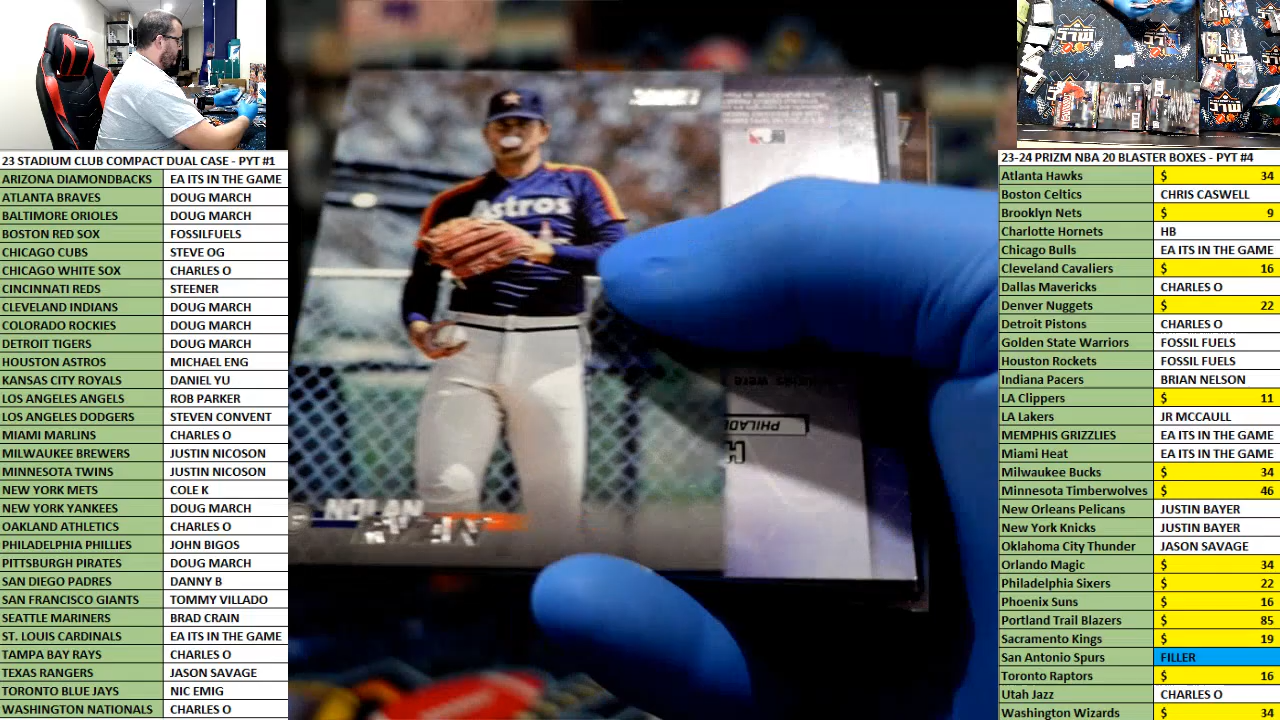 23 STADIUM CLUB COMPACT DUAL CASE - PYT #1
ARIZONA DIAMONDBACKS EA ITS IN THE GAME
ATLANTA BRAVES DOUG MARCH
BALTIMORE ORIOLES DOUG MARCH
BOSTON RED SOX FOSSILFUELS
CHICAGO CUBS STEVE OG
CHICAGO WHITE SOX CHARLES O
CINCINNATI REDS STEENER
CLEVELAND INDIANS DOUG MARCH
COLORADO ROCKIES DOUG MARCH
DETROIT TIGERS DOUG MARCH
HOUSTON ASTROS MICHAEL ENG
KANSAS CITY ROYALS DANIEL YU
LOS ANGELES ANGELS ROB PARKER
LOS ANGELES DODGERS STEVEN CONVENT
MIAMI MARLINS CHARLES O
MILWAUKEE BREWERS JUSTIN NICOSON
MINNESOTA TWINS JUSTIN NICOSON
NEW YORK METS COLE K
NEW YORK YANKEES DOUG MARCH
OAKLAND ATHLETICS CHARLES O
PHILADELPHIA PHILLIES JOHN BIGOS
PITTSBURGH PIRATES DOUG MARCH
SAN DIEGO PADRES DANNY B
SAN FRANCISCO GIANTS TOMMY VILLADO
SEATTLE MARINERS BRAD CRAIN
ST. LOUIS CARDINALS EA ITS IN THE GAME
TAMPA BAY RAYS CHARLES O
TEXAS RANGERS JASON SAVAGE
TORONTO BLUE JAYS NIC EMIG
WASHINGTON NATIONALS CHARLES O
Astros
NOLAN
RYAN
PHILADE
MLC
MLC
MLC
23-24 PRIZM NBA 20 BLASTER BOXES - PYT #4
Atlanta Hawks $ 34
Boston Celtics CHRIS CASWELL
Brooklyn Nets $ 9
Charlotte Hornets HB
Chicago Bulls EA ITS IN THE GAME
Cleveland Cavaliers $ 16
Dallas Mavericks CHARLES O
Denver Nuggets $ 22
Detroit Pistons CHARLES O
Golden State Warriors FOSSIL FUELS
Houston Rockets FOSSIL FUELS
Indiana Pacers BRIAN NELSON
LA Clippers $ 11
LA Lakers JR MCCAULL
MEMPHIS GRIZZLIES EA ITS IN THE GAME
Miami Heat EA ITS IN THE GAME
Milwaukee Bucks $ 34
Minnesota Timberwolves $ 46
New Orleans Pelicans JUSTIN BAYER
New York Knicks JUSTIN BAYER
Oklahoma City Thunder JASON SAVAGE
Orlando Magic $ 34
Philadelphia Sixers $ 22
Phoenix Suns $ 16
Portland Trail Blazers $ 85
Sacramento Kings $ 19
San Antonio Spurs FILLER
Toronto Raptors $ 16
Utah Jazz CHARLES O
Washington Wizards $ 34